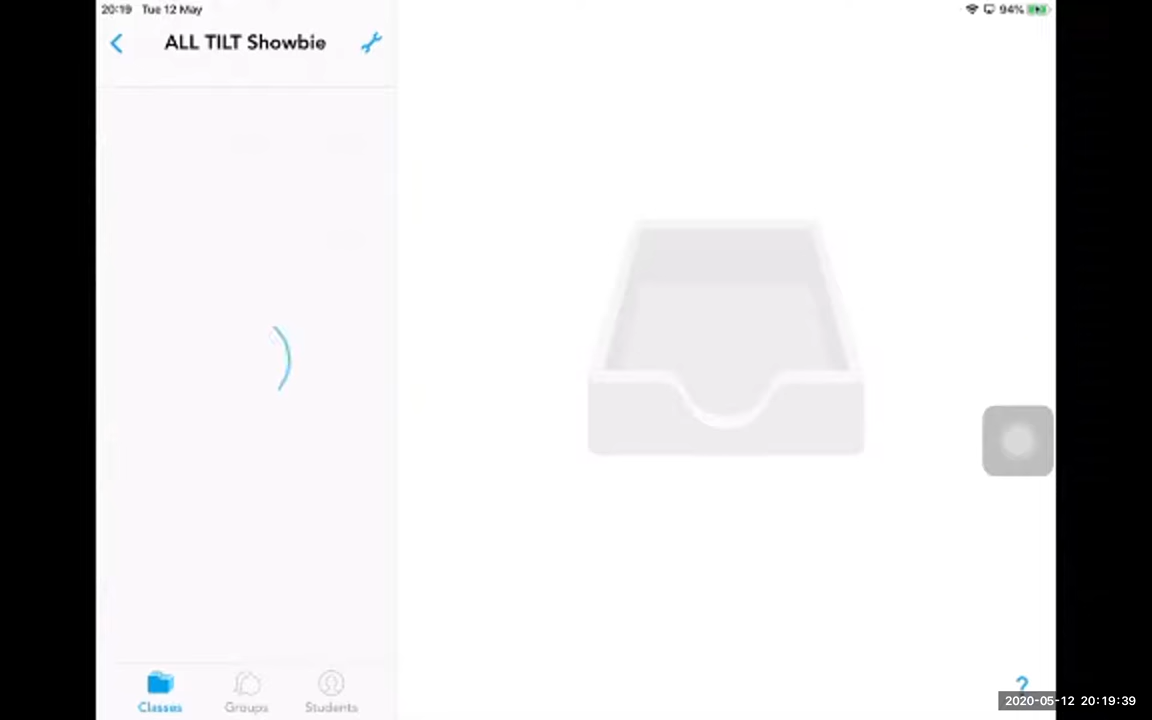 20:19 Tue 12 May
94%
ALL TILT Showbie
Classes
Groups
Students
?
2020-05-12 20:19:39